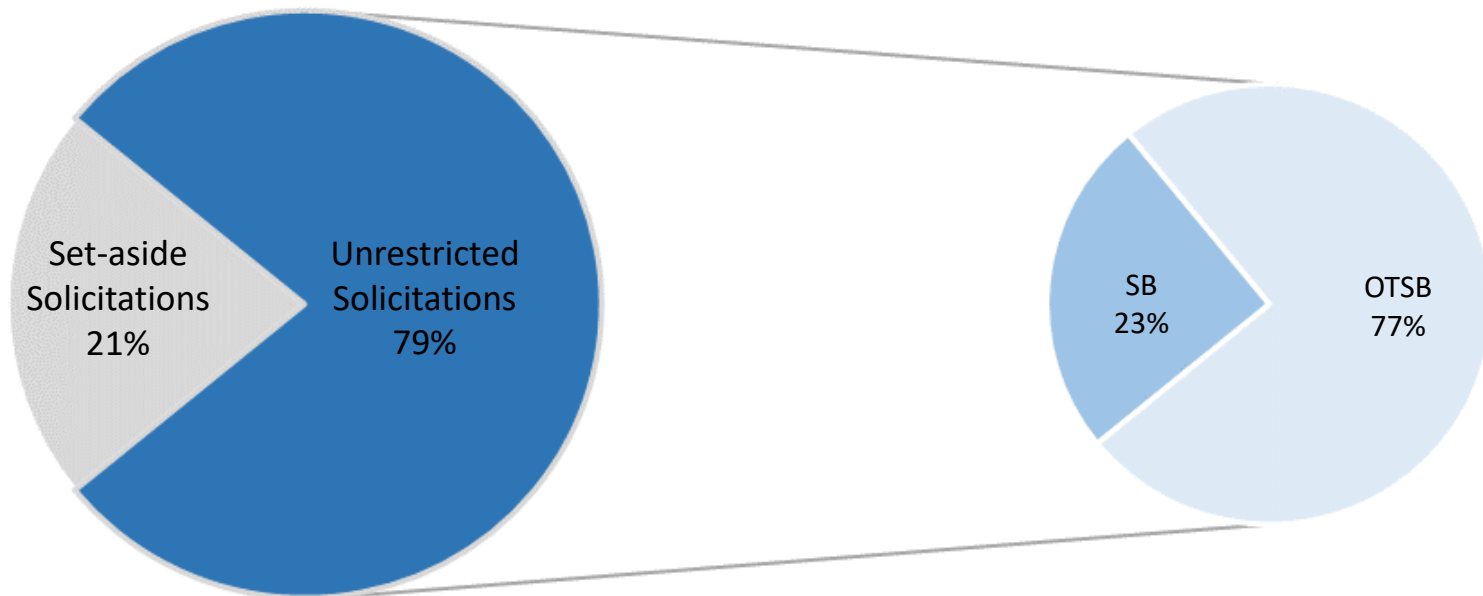 Set-aside
Solicitations
21%
Unrestricted
Solicitations
79%
SB
23%
OTSB
77%